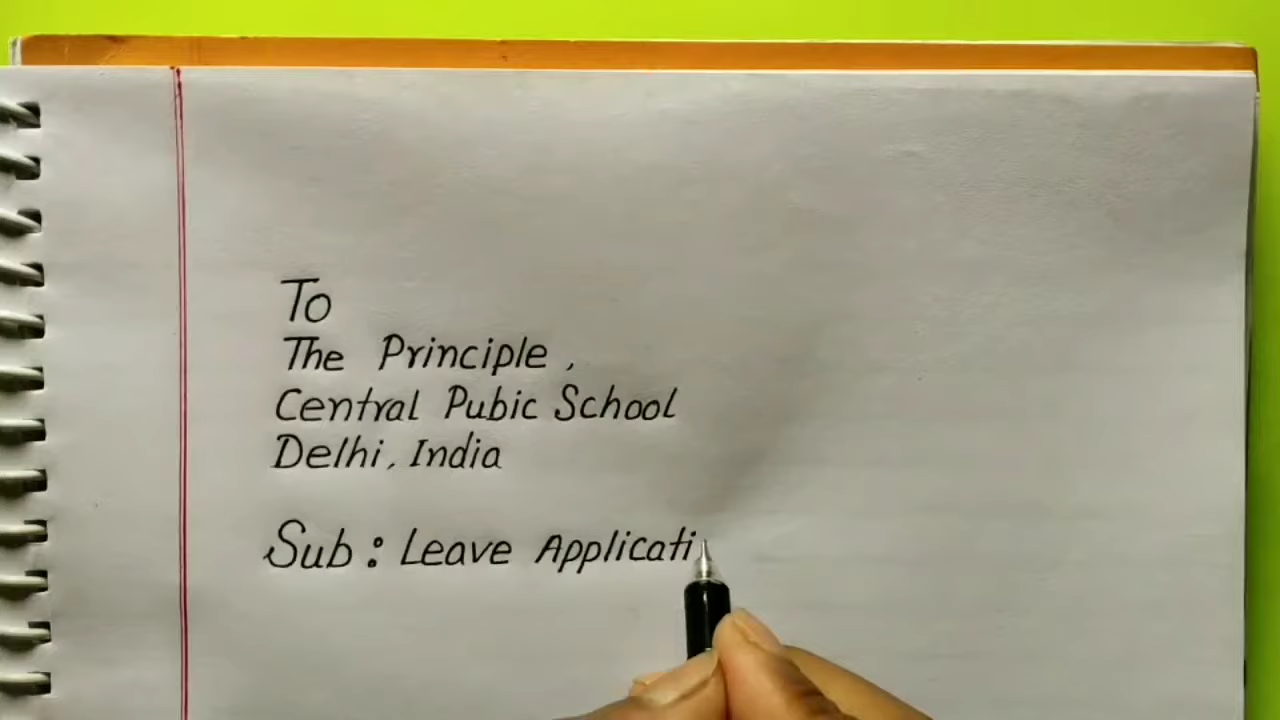 To
The Principle,
Central Pubic School
Delhi, India
Sub: Leave Applicati